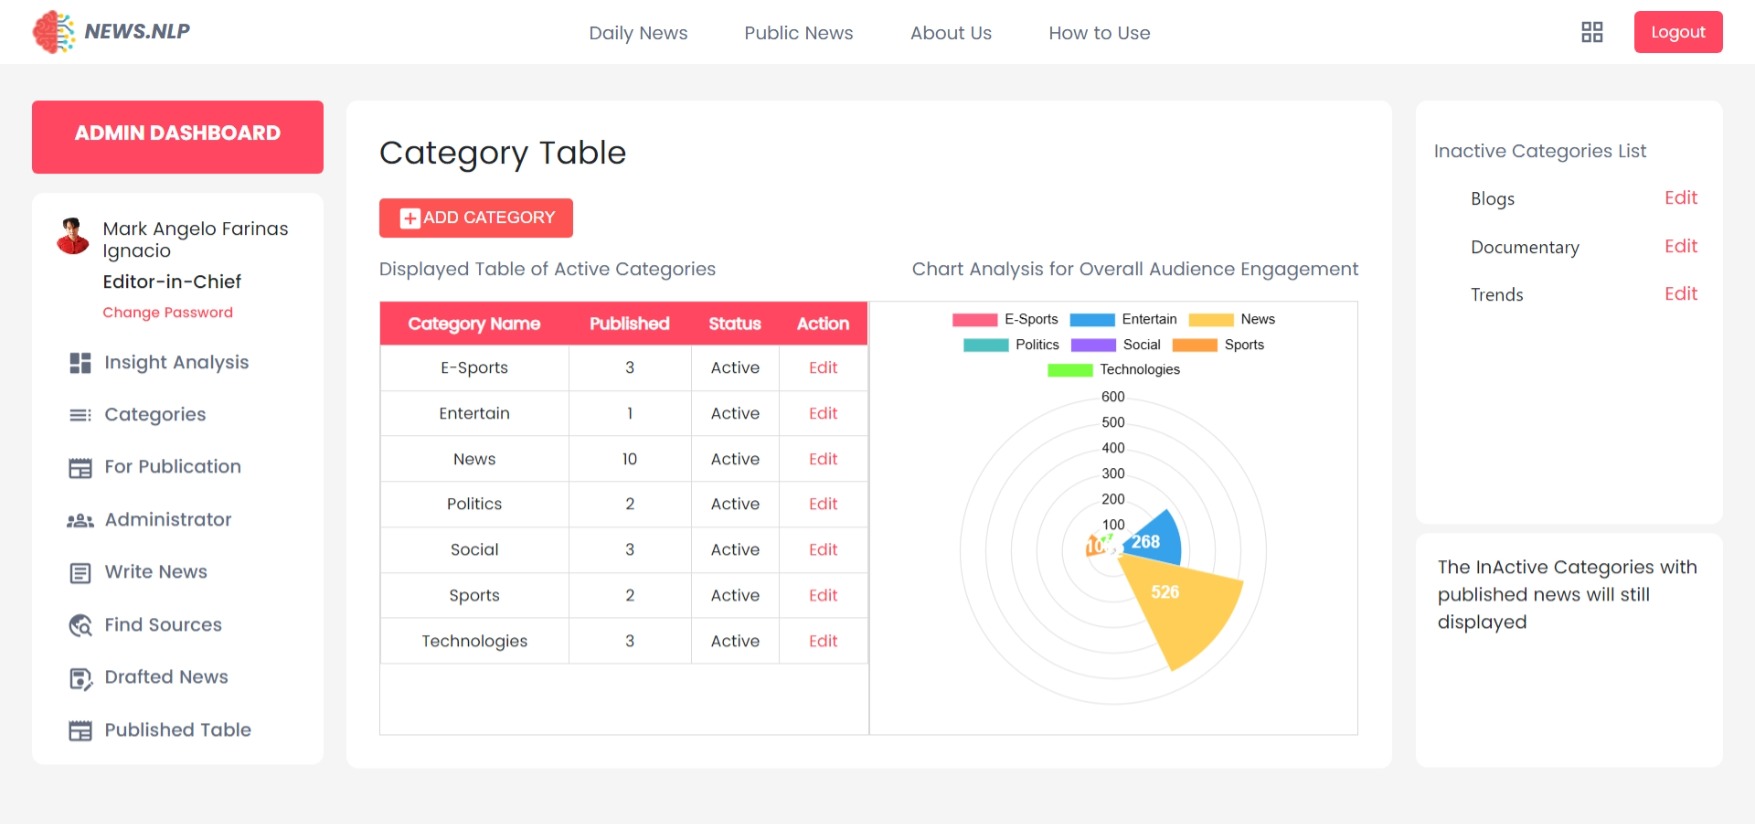 NEWS.NLP
Daily News
Public News
About Us
How to Use
Logout
ADMIN DASHBOARD
Mark Angelo Farinas
Ignacio
Editor-in-Chief
Change Password
Insight Analysis
Categories
For Publication
Administrator
Write News
Find Sources
Drafted News
Published Table
Category Table
ADD CATEGORY
Displayed Table of Active Categories
Category Name Published Status Action
E-Sports 3 Active Edit
Entertain 1 Active Edit
News 10 Active Edit
Politics 2 Active Edit
Social 3 Active Edit
Sports 2 Active Edit
Technologies 3 Active Edit
Chart Analysis for Overall Audience Engagement
E-Sports Entertain News
Politics Social Sports
Technologies
600
500
400
300
200
100
268
526
Inactive Categories List
Blogs Edit
Documentary Edit
Trends Edit
The InActive Categories with
published news will still
displayed